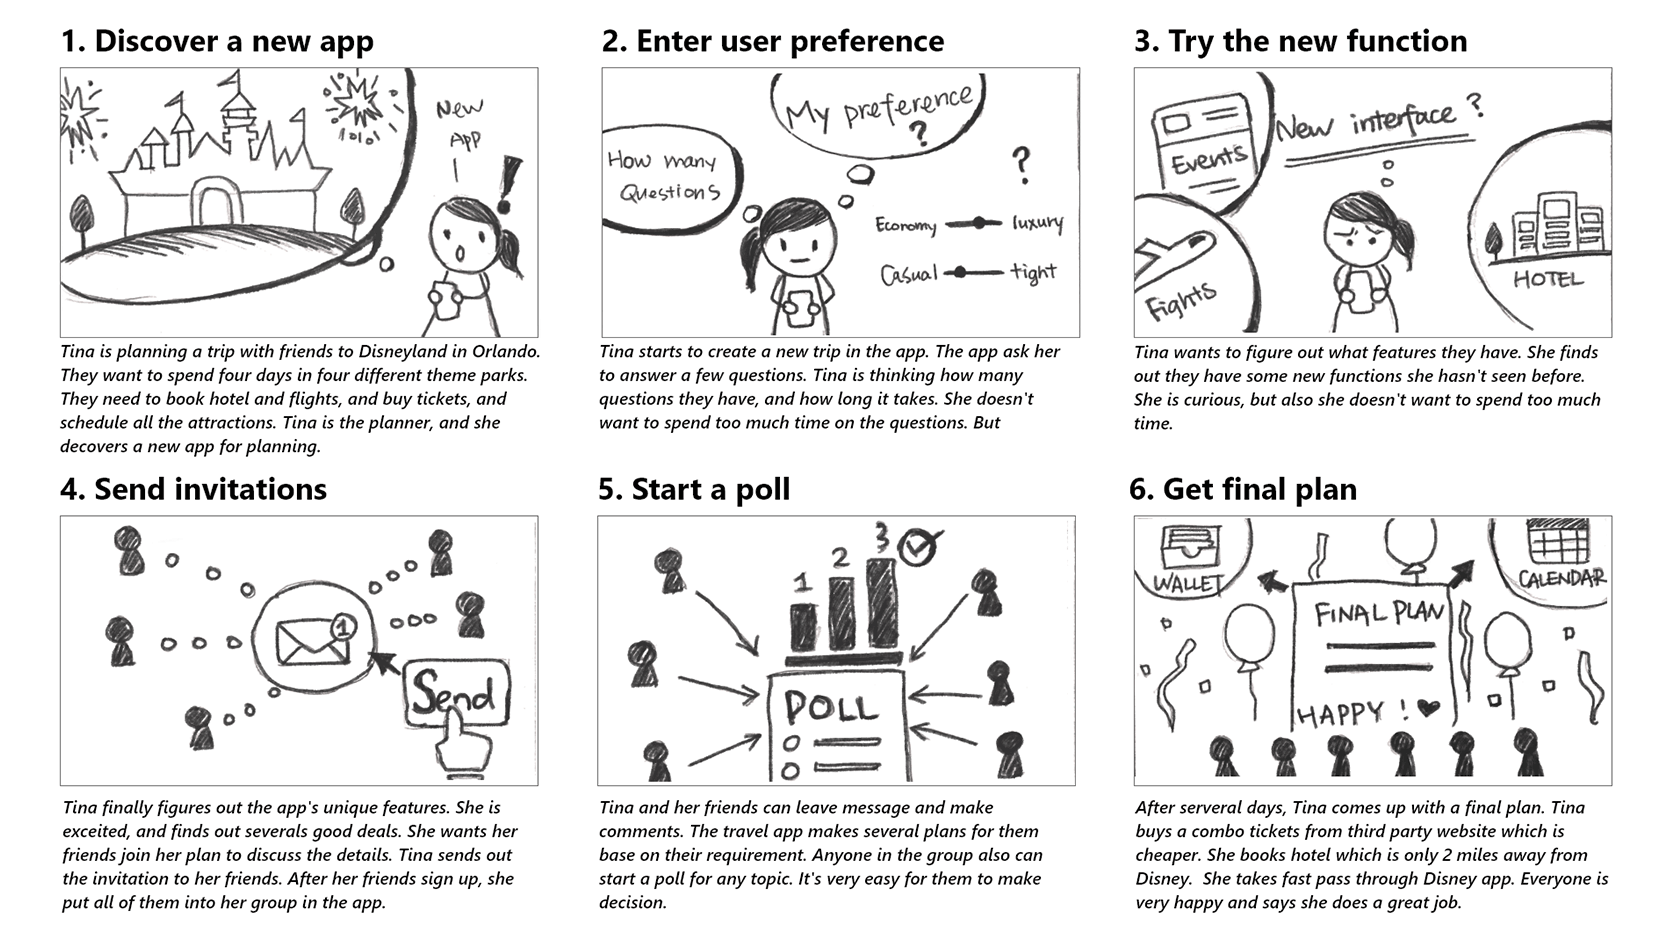 1. Discover a new app
New
App
Tina is planning a trip with friends to Disneyland in Orlando.
They want to spend four days in four different theme parks.
They need to book hotel and flights, and buy tickets, and
schedule all the attractions. Tina is the planner, and she
decovers a new app for planning.
2. Enter user preference
My preference
?
How many
Questions
?
Economy luxury
Casual tight
Tina starts to create a new trip in the app. The app ask her
to answer a few questions. Tina is thinking how many
questions they have, and how long it takes. She doesn't
want to spend too much time on the questions. But
3. Try the new function
New interface ?
Events
Fights
HOTEL
Tina wants to figure out what features they have. She finds
out they have some new functions she hasn't seen before.
She is curious, but also she doesn't want to spend too much
time.
4. Send invitations
1
Send
Tina finally figures out the app's unique features. She is
exceited, and finds out severals good deals. She wants her
friends join her plan to discuss the details. Tina sends out
the invitation to her friends. After her friends sign up, she
put all of them into her group in the app.
5. Start a poll
1 2 3
POLL
Tina and her friends can leave message and make
comments. The travel app makes several plans for them
base on their requirement. Anyone in the group also can
start a poll for any topic. It's very easy for them to make
decision.
6. Get final plan
WALLET
CALENDAR
FINAL PLAN
HAPPY !
After serveral days, Tina comes up with a final plan. Tina
buys a combo tickets from third party website which is
cheaper. She books hotel which is only 2 miles away from
Disney. She takes fast pass through Disney app. Everyone is
very happy and says she does a great job.